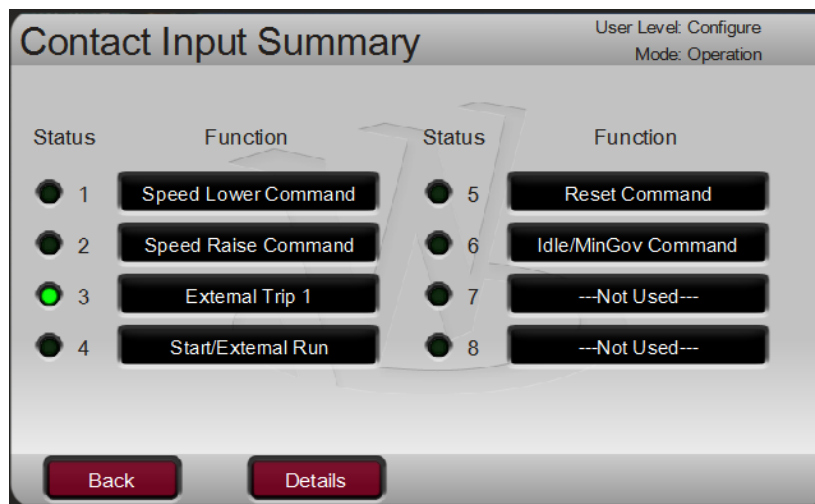 Contact Input Summary
User Level: Configure
Mode: Operation
Status Function Status Function
1 Speed Lower Command 5 Reset Command
2 Speed Raise Command 6 Idle/MinGov Command
3 External Trip 1 7 ---Not Used---
4 Start/External Run 8 ---Not Used---
Back Details